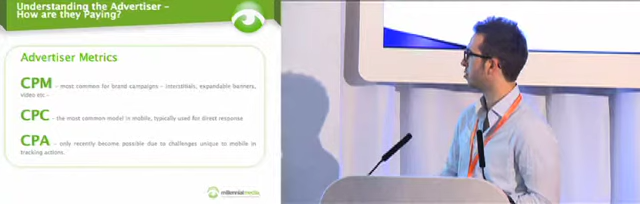 Understanding the Advertiser –
How are they Paying?
Advertiser Metrics
CPM - most common for brand campaigns - interstitials, expandable banners,
video etc -
CPC - the most common model in mobile, typically used for direct response
CPA - only recently become possible due to challenges unique to mobile in
tracking actions.
millennialmedia